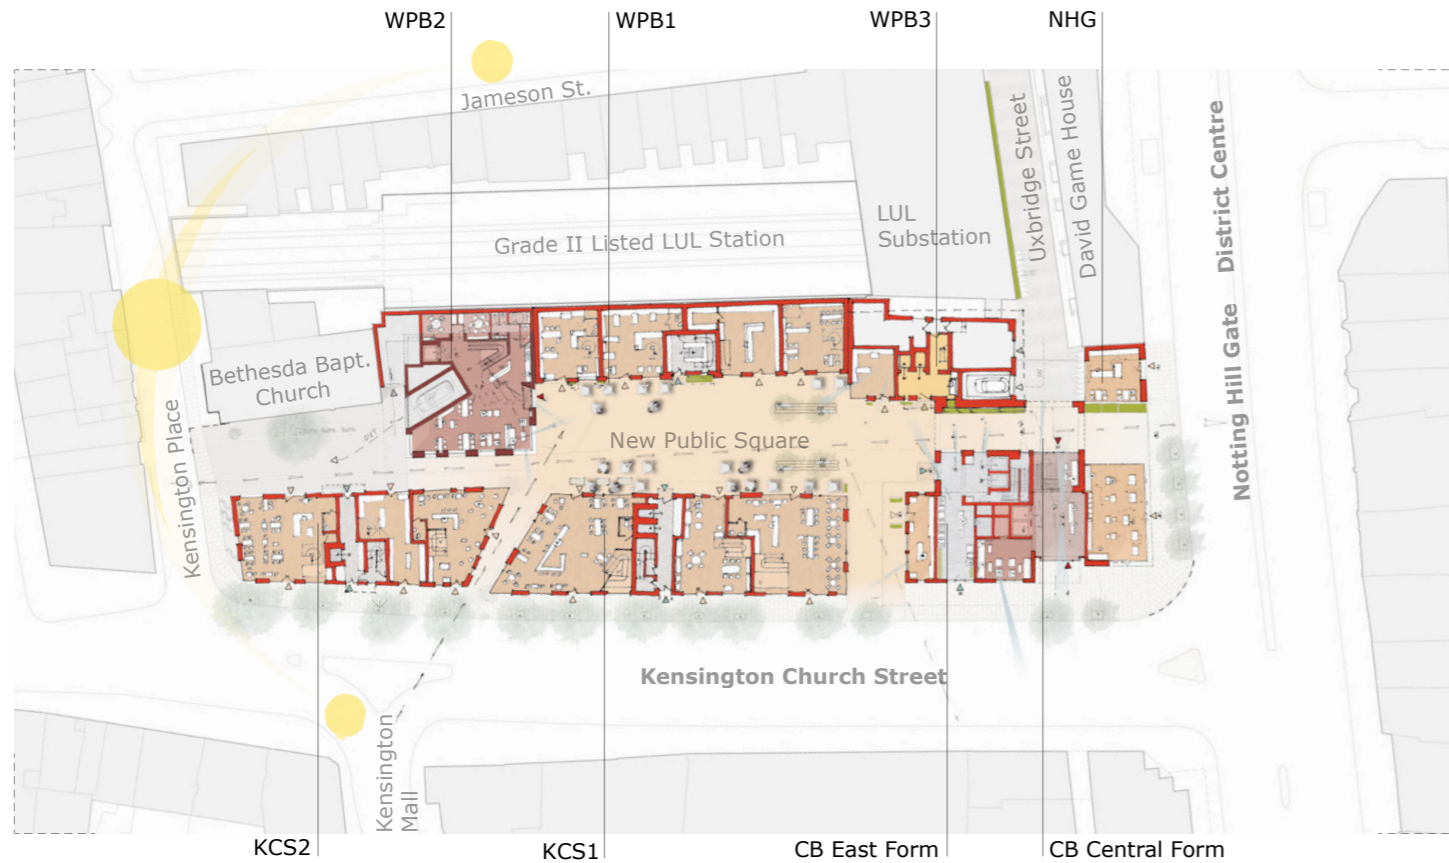 WPB2
WPB1
WPB3
NHG
Jameson St.
Uxbridge Street
David Game House
Notting Hill Gate District Centre
LUL
Substation
Grade II Listed LUL Station
Bethesda Bapt.
Church
Kensington Place
OUT
New Public Square
Kensington Church Street
Kensington
Mall
KCS2
KCS1
CB East Form
CB Central Form